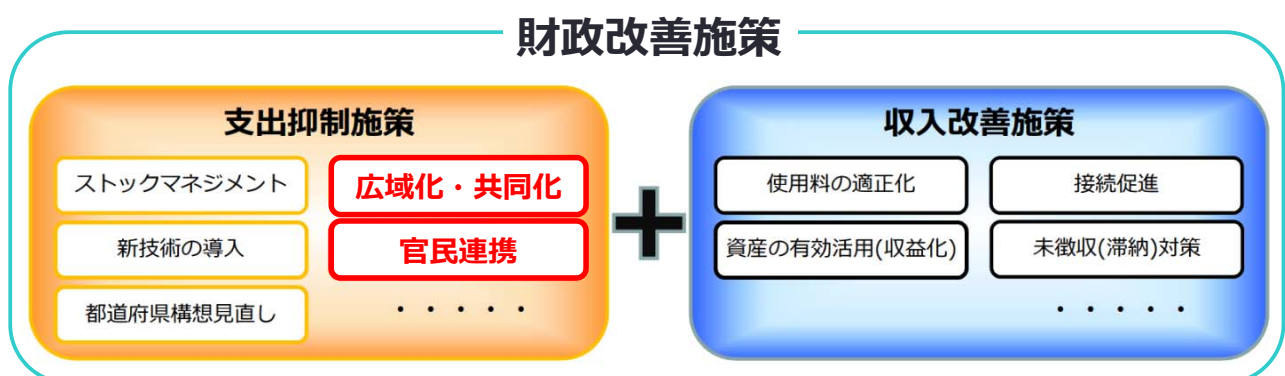 財政改善施策
支出抑制施策
ストックマネジメント
広域化・共同化
新技術の導入
官民連携
都道府県構想見直し
・・・・・
収入改善施策
使用料の適正化
接続促進
資産の有効活用(収益化)
未徴収(滞納)対策
・・・・・